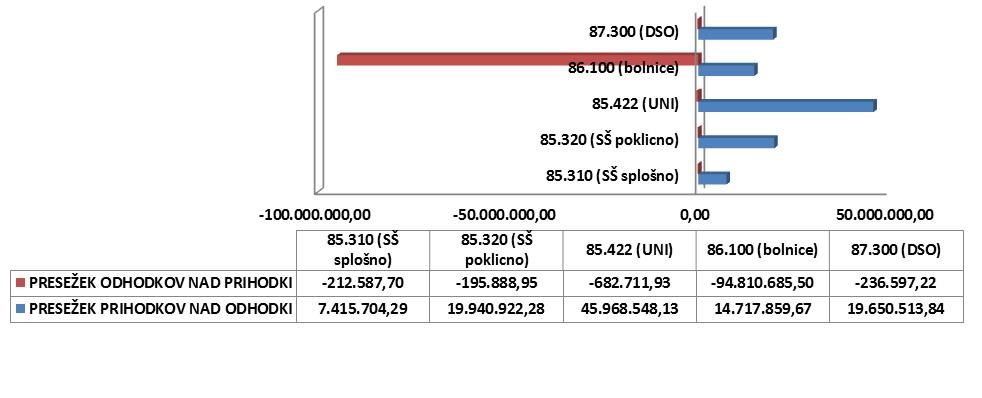 87.300 (DSO)
86.100 (bolnice)
85.422 (UNI)
85.320 (SŠ poklicno)
85.310 (SŠ splošno)
-100.000.000,00 -50.000.000,00 0,00 50.000.000,00
85.310 (SŠ splošno) 85.320 (SŠ poklicno) 85.422 (UNI) 86.100 (bolnice) 87.300 (DSO)
PRESEŽEK ODHODKOV NAD PRIHODKI -212.587,70 -195.888,95 -682.711,93 -94.810.685,50 -236.597,22
PRESEŽEK PRIHODKOV NAD ODHODKI 7.415.704,29 19.940.922,28 45.968.548,13 14.717.859,67 19.650.513,84